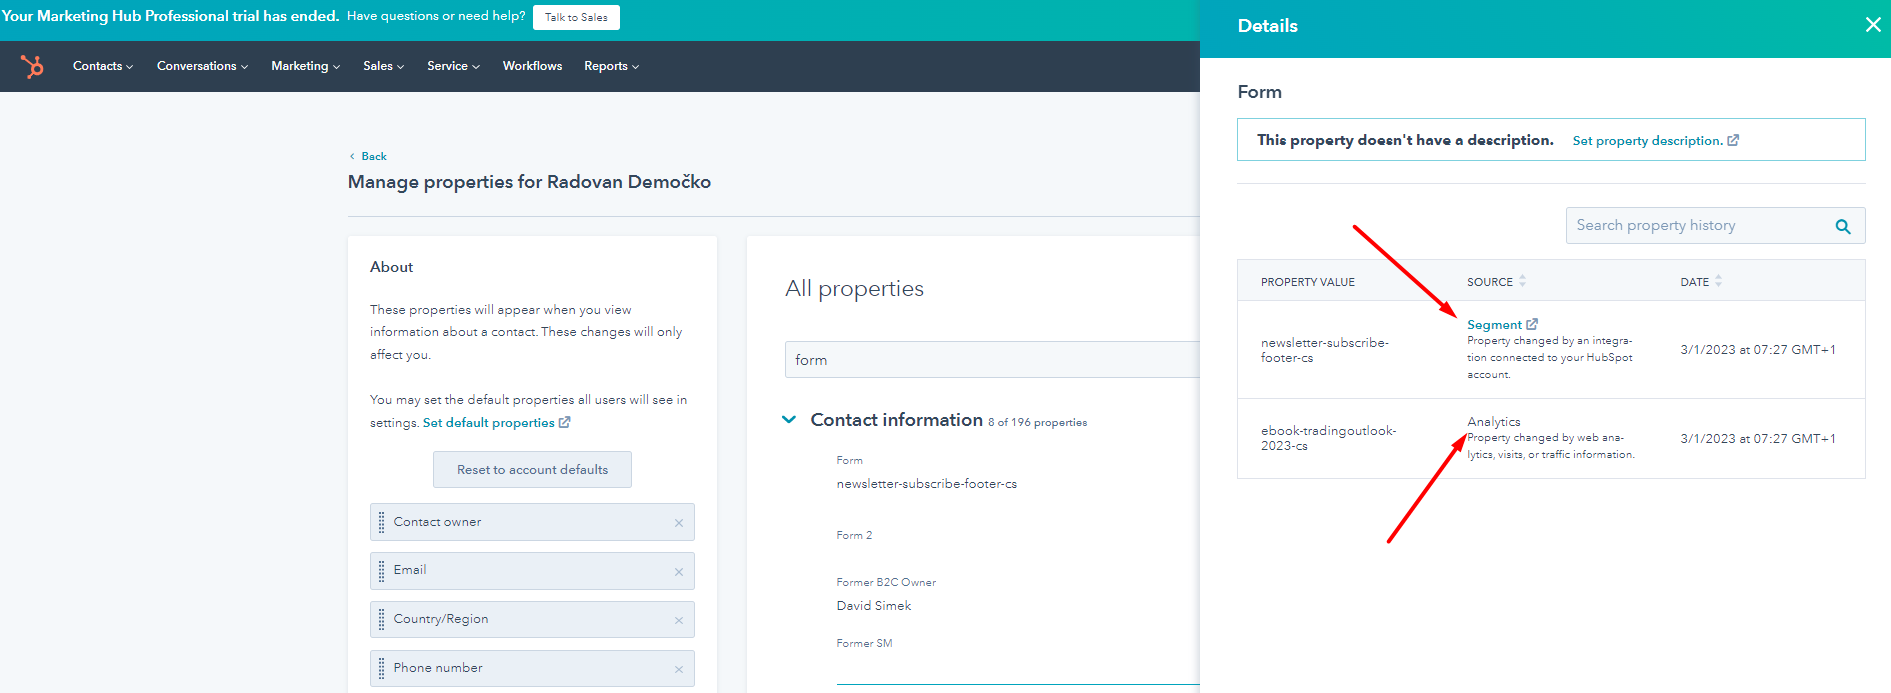 Your Marketing Hub Professional trial has ended. Have questions or need help? Talk to Sales
Contacts Conversations Marketing Sales Service Workflows Reports
Back
Manage properties for Radovan Demočko
About
These properties will appear when you view
information about a contact. These changes will only
affect you.
You may set the default properties all users will see in
settings. Set default properties
Reset to account defaults
Contact owner
Email
Country/Region
Phone number
All properties
form
Contact information 8 of 196 properties
Form
newsletter-subscribe-footer-cs
Form 2
Former B2C Owner
David Simek
Former SM
Details
Form
This property doesn't have a description. Set property description.
Search property history
PROPERTY VALUE SOURCE DATE
newsletter-subscribe-
footer-cs
Segment
Property changed by an integra-
tion connected to your HubSpot
account.
3/1/2023 at 07:27 GMT+1
ebook-tradingoutlook-
2023-cs
Analytics
Property changed by web ana-
lytics, visits, or traffic information.
3/1/2023 at 07:27 GMT+1